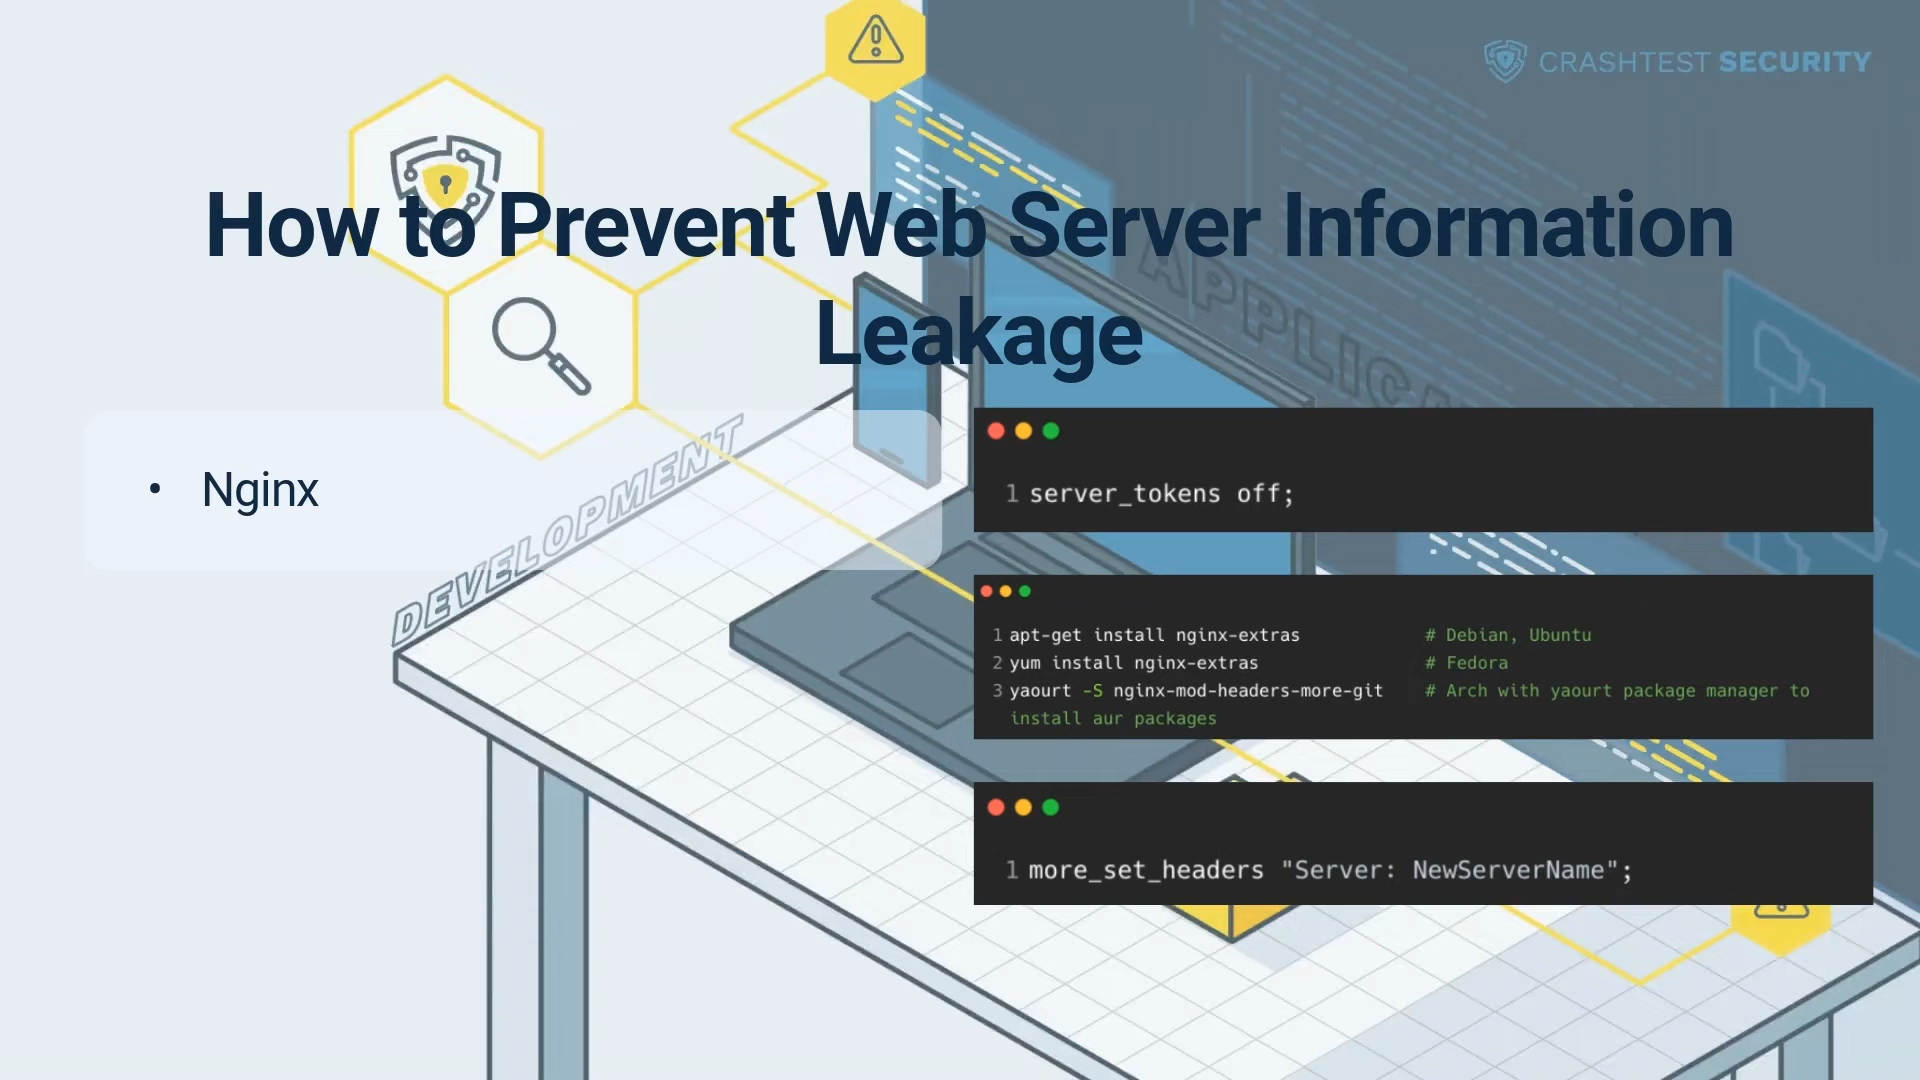 CRASHTEST SECURITY
How to Prevent Web Server Information
Leakage
• Nginx
DEVELOPMENT
1 server_tokens off;
1 apt-get install nginx-extras # Debian, Ubuntu
2 yum install nginx-extras # Fedora
3 yaourt -S nginx-mod-headers-more-git # Arch with yaourt package manager to
install aur packages
1 more_set_headers "Server: NewServerName";